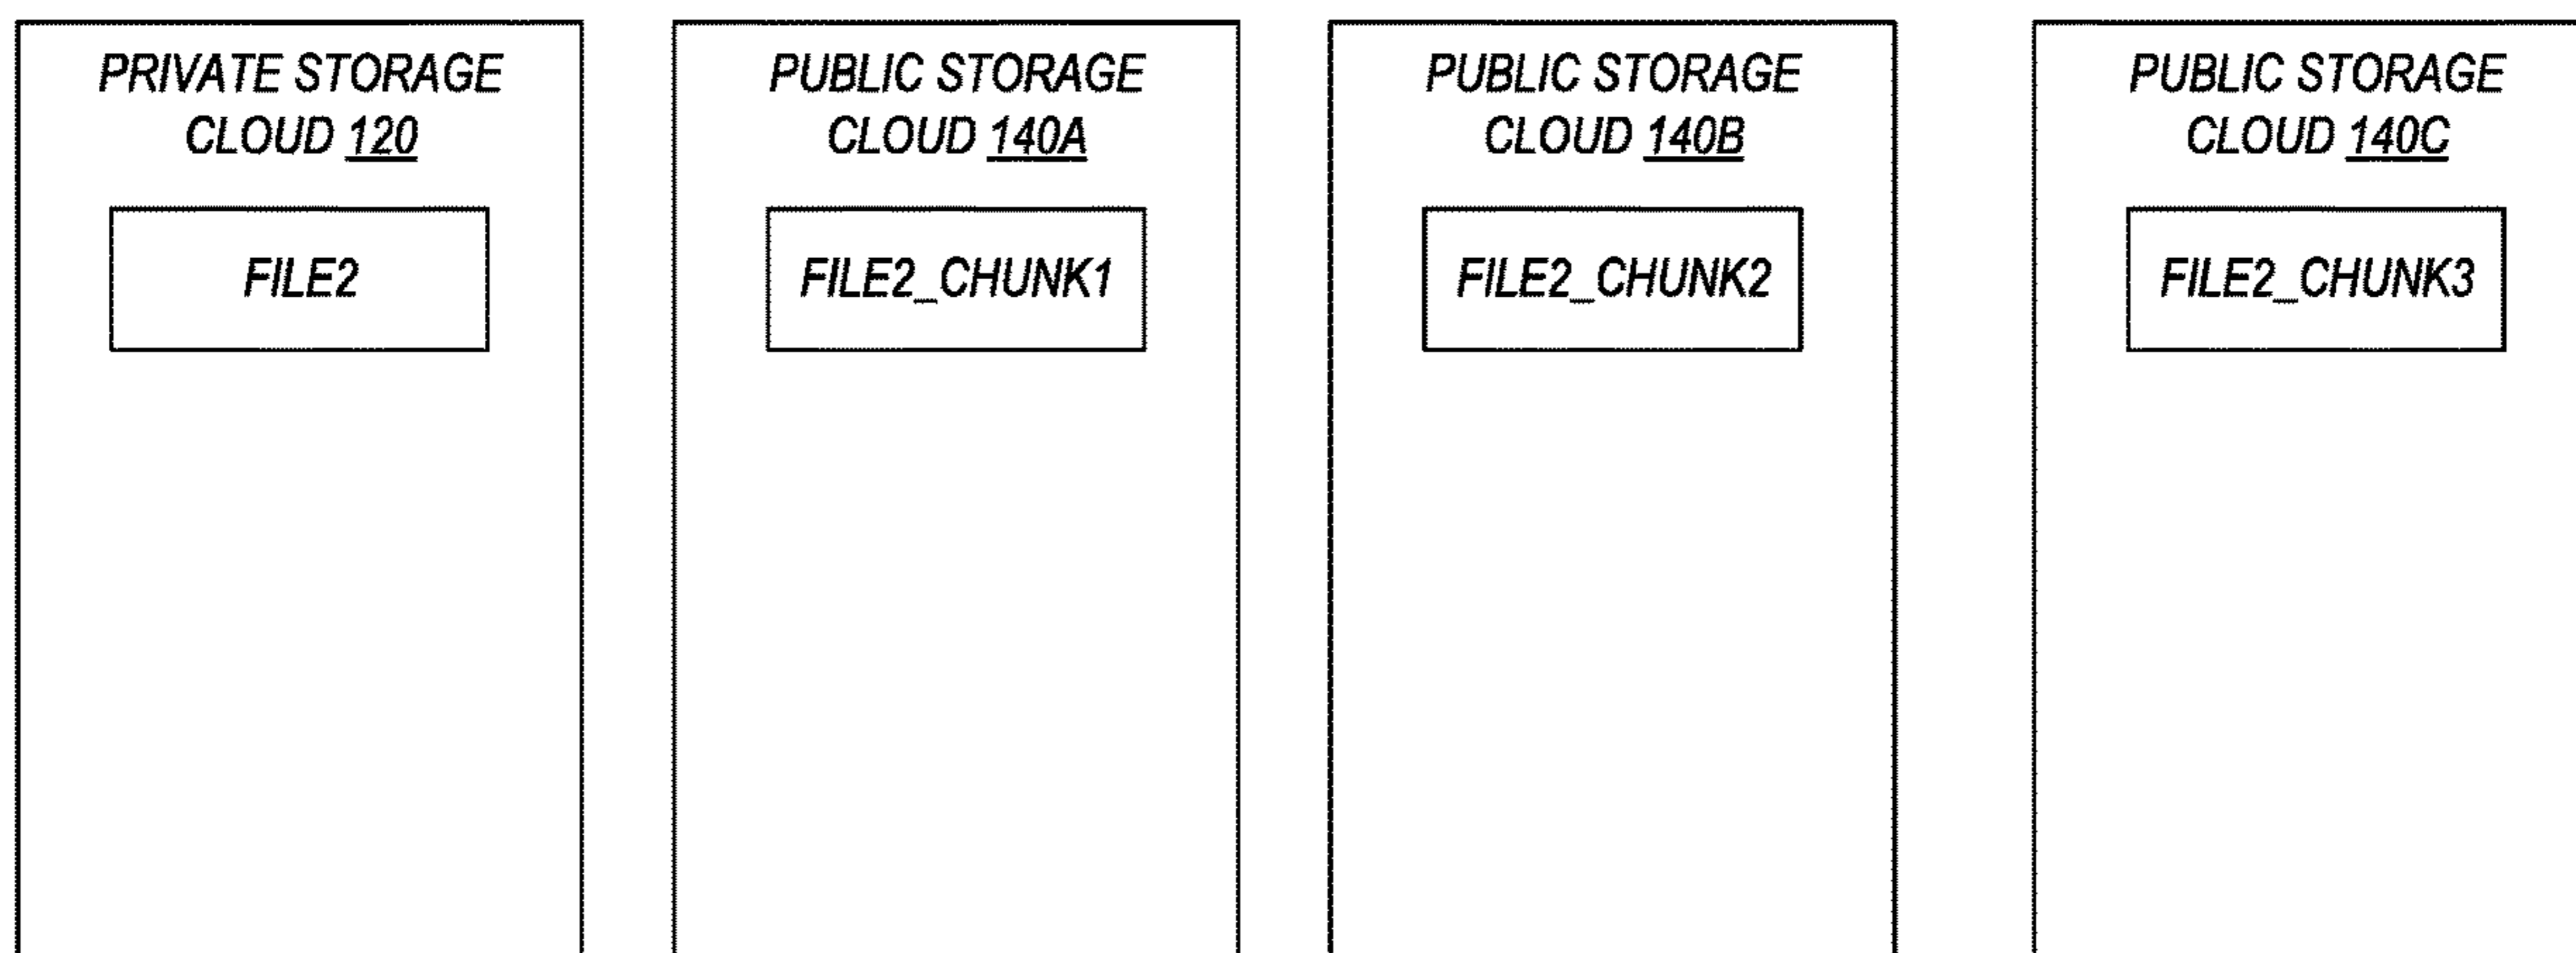 PRIVATE STORAGE
CLOUD 120
FILE2
PUBLIC STORAGE
CLOUD 140A
FILE2_CHUNK1
PUBLIC STORAGE
CLOUD 140B
FILE2_CHUNK2
PUBLIC STORAGE
CLOUD 140C
FILE2_CHUNK3